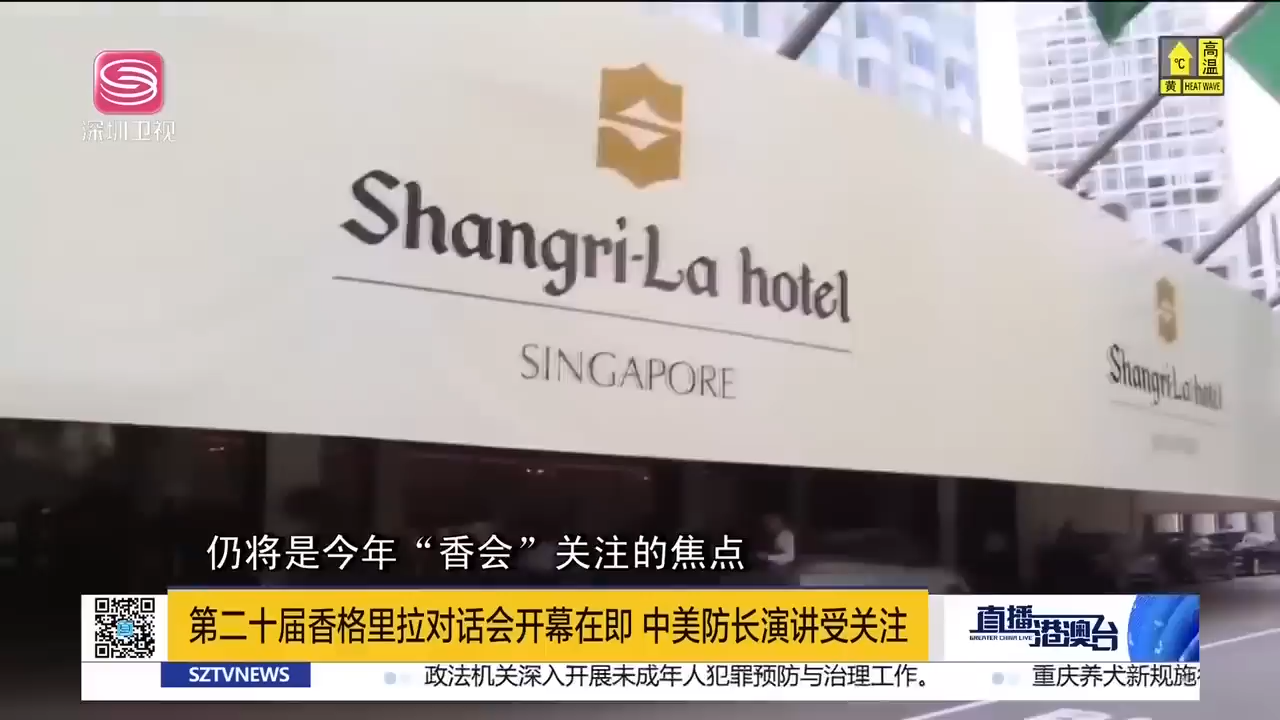 深圳卫视
高温
℃
黄 HEAT WAVE
Shangri-La hotel
SINGAPORE
Shangri-La hotel
仍将是今年“香会”关注的焦点
第二十届香格里拉对话会开幕在即 中美防长演讲受关注
直播港澳台
GREATER CHINA LIVE
SZTVNEWS
政法机关深入开展未成年人犯罪预防与治理工作。
重庆养犬新规施